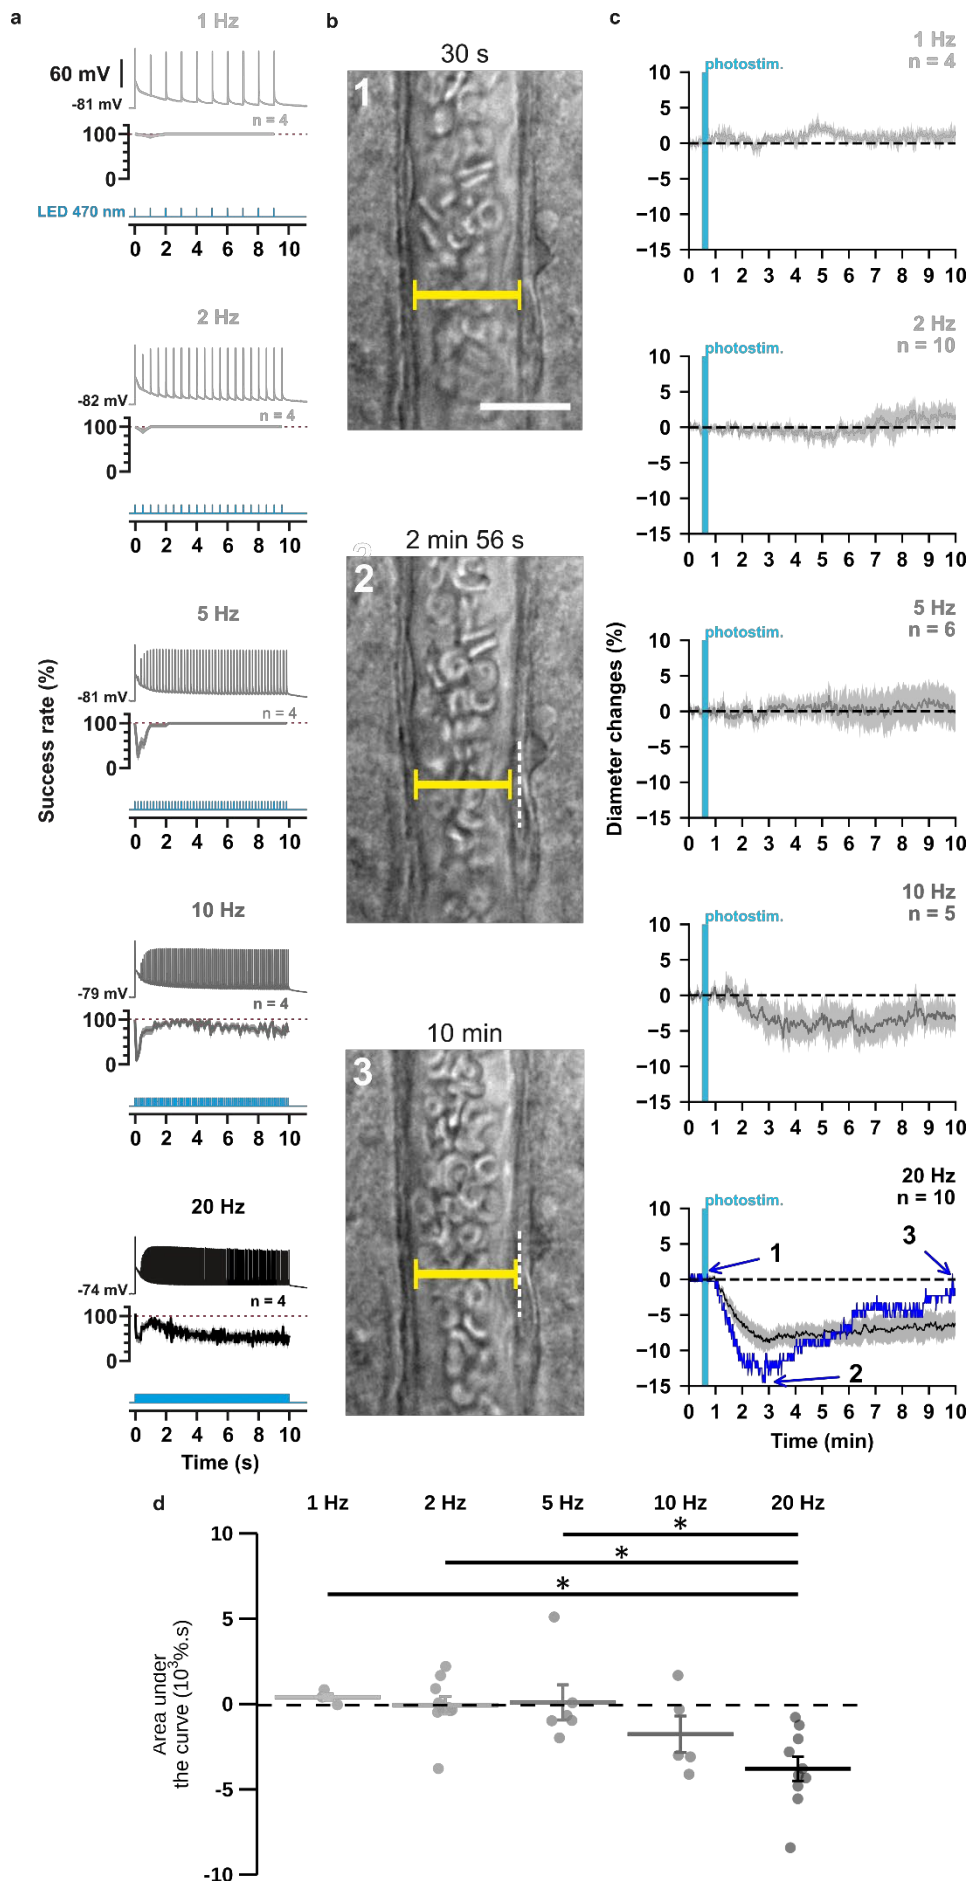 a
1 Hz
60 mV
-81 mV
n = 4
100
0
LED 470 nm
0 2 4 6 8 10
2 Hz
-82 mV
n = 4
100
0
0 2 4 6 8 10
5 Hz
-81 mV
n = 4
100
0
0 2 4 6 8 10
10 Hz
-79 mV
n = 4
100
0
0 2 4 6 8 10
20 Hz
-74 mV
n = 4
100
0
0 2 4 6 8 10
Time (s)
Success rate (%)
b
30 s
1
2 min 56 s
2
10 min
3
c
1 Hz
n = 4
photostim.
10
5
0
−5
−10
−15
0 1 2 3 4 5 6 7 8 9 10
2 Hz
n = 10
photostim.
10
5
0
−5
−10
−15
0 1 2 3 4 5 6 7 8 9 10
5 Hz
n = 6
photostim.
10
5
0
−5
−10
−15
0 1 2 3 4 5 6 7 8 9 10
10 Hz
n = 5
photostim.
10
5
0
−5
−10
−15
0 1 2 3 4 5 6 7 8 9 10
20 Hz
n = 10
photostim.
1
3
2
10
5
0
−5
−10
−15
0 1 2 3 4 5 6 7 8 9 10
Time (min)
Diameter changes (%)
d
1 Hz 2 Hz 5 Hz 10 Hz 20 Hz
*
*
*
10
5
0
-5
-10
Area under
the curve (10³%.s)